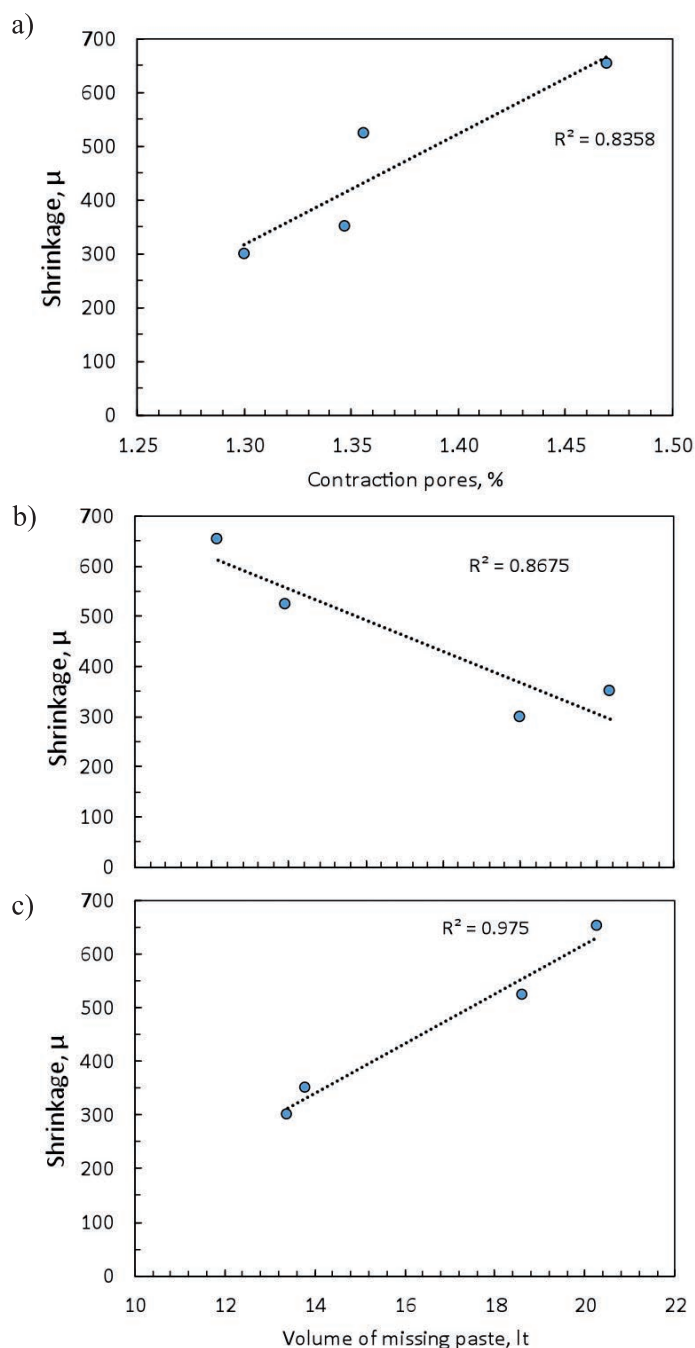 a)
700
600
500
400
300
200
100
0
Shrinkage, μ
R² = 0.8358
1.25 1.30 1.35 1.40 1.45 1.50
Contraction pores, %
b)
700
600
500
400
300
200
100
0
Shrinkage, μ
R² = 0.8675
c)
700
600
500
400
300
200
100
0
Shrinkage, μ
R² = 0.975
10 12 14 16 18 20 22
Volume of missing paste, lt